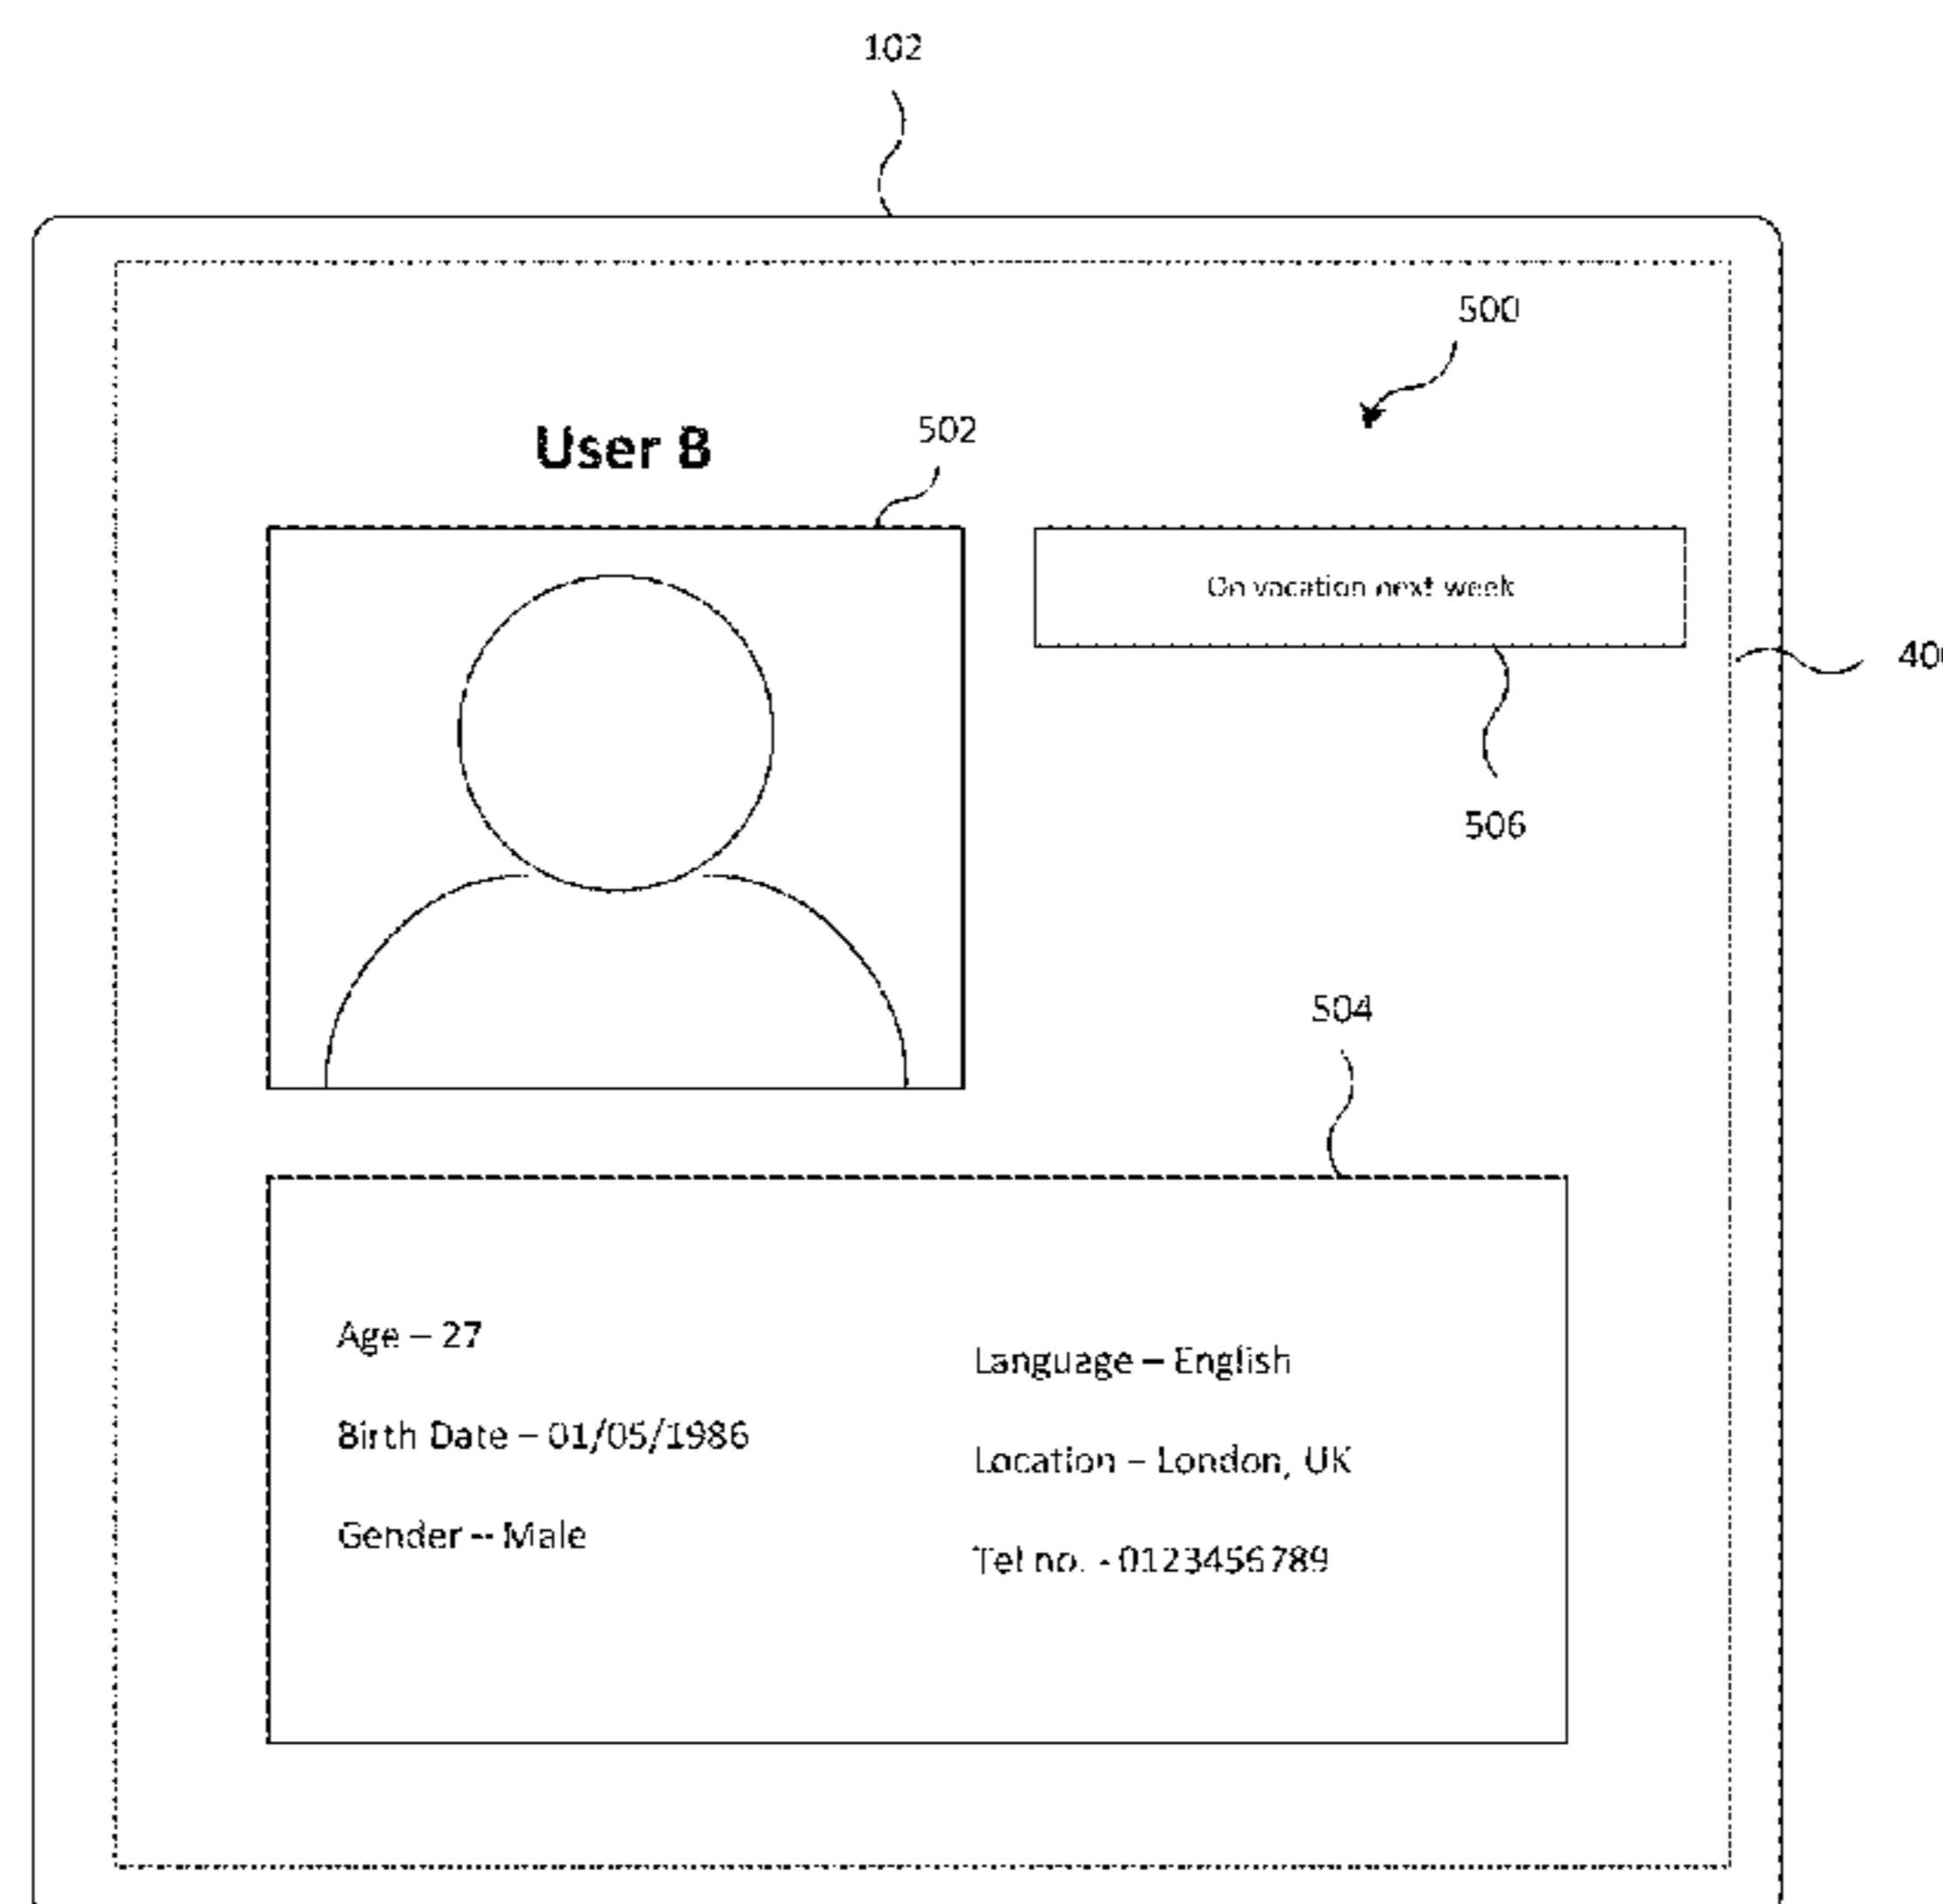 102
500
502
User B
On vacation next week
506
504
Age – 27
Birth Date – 01/05/1986
Gender – Male
Language – English
Location – London, UK
Tel no. - 0123456789